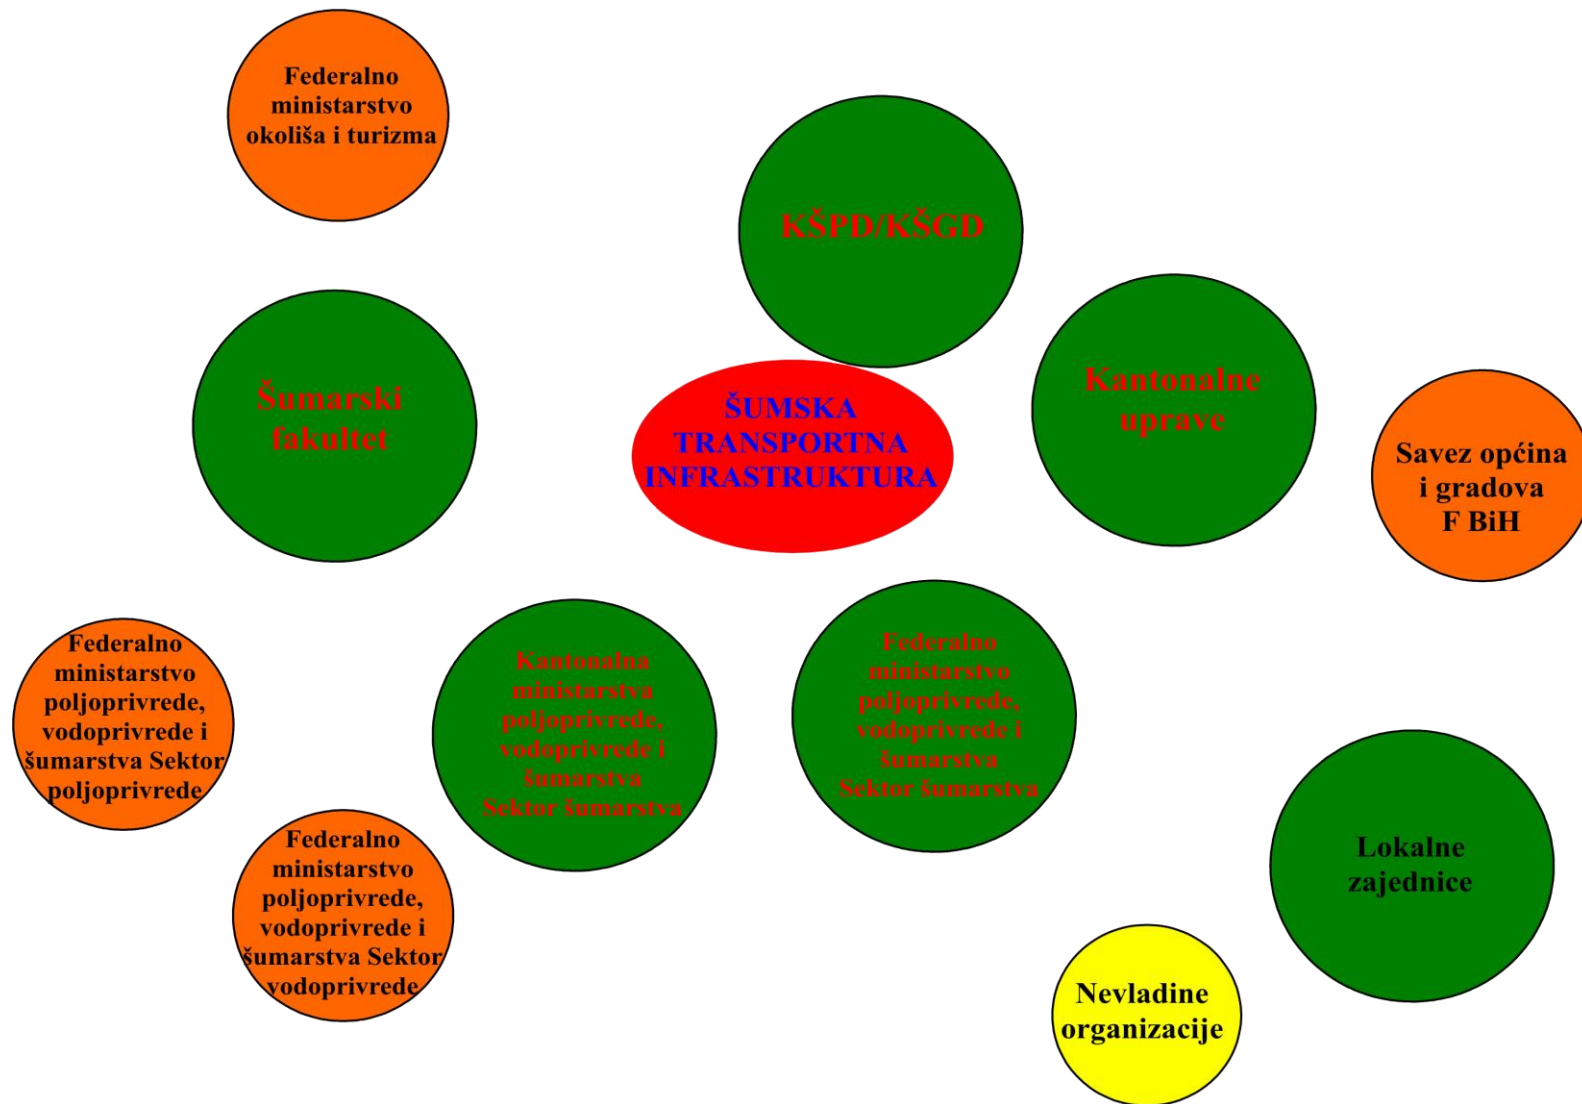 Federalno
ministarstvo
okoliša i turizma
KŠPD/KŠGD
Šumarski
fakultet
ŠUMSKA
TRANSPORTNA
INFRASTRUKTURA
Kantonalne
uprave
Savez općina
i gradova
F BiH
Federalno
ministarstvo
poljoprivrede,
vodoprivrede i
šumarstva Sektor
poljoprivrede
Kantonalna
ministarstva
poljoprivrede,
vodoprivrede i
šumarstva
Sektor šumarstva
Federalno
ministarstvo
poljoprivrede,
vodoprivrede i
šumarstva
Sektor šumarstva
Federalno
ministarstvo
poljoprivrede,
vodoprivrede i
šumarstva Sektor
vodoprivrede
Lokalne
zajednice
Nevladine
organizacije